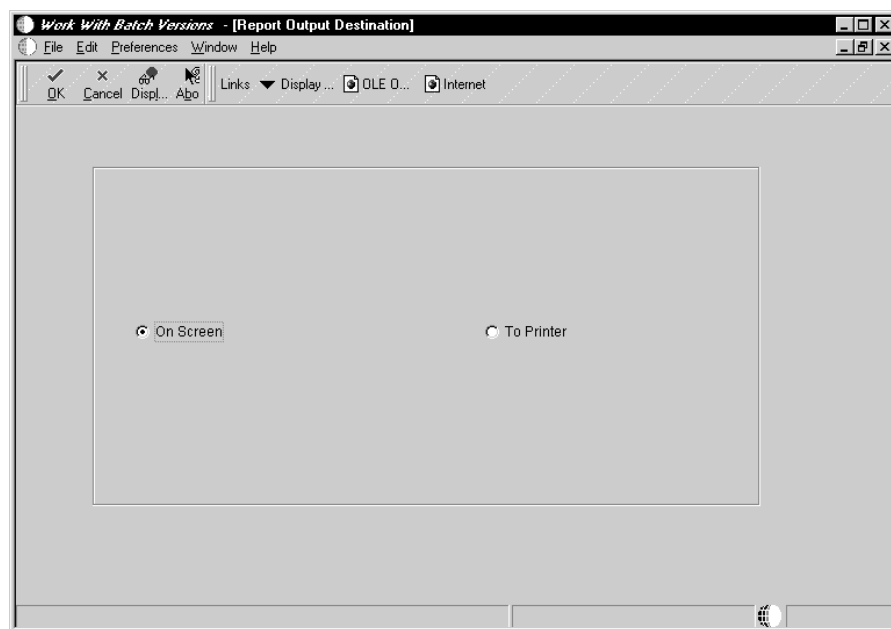 Work With Batch Versions - [Report Output Destination]
File Edit Preferences Window Help
OK Cancel Displ... Abo Links Display ... OLE O... Internet
On Screen To Printer